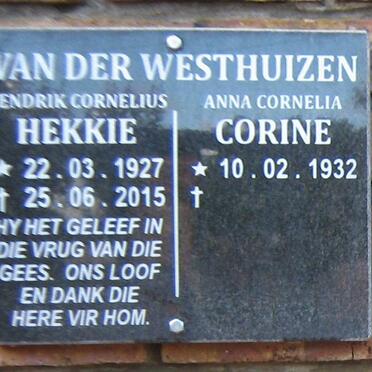 VAN DER WESTHUIZEN
ENDRIK CORNELIUS
HEKKIE
★ 22 . 03 . 1927
† 25 . 06 . 2015
HY HET GELEEF IN
DIE VRUG VAN DIE
GEES. ONS LOOF
EN DANK DIE
HERE VIR HOM.
ANNA CORNELIA
CORINE
★ 10 . 02 . 1932
†